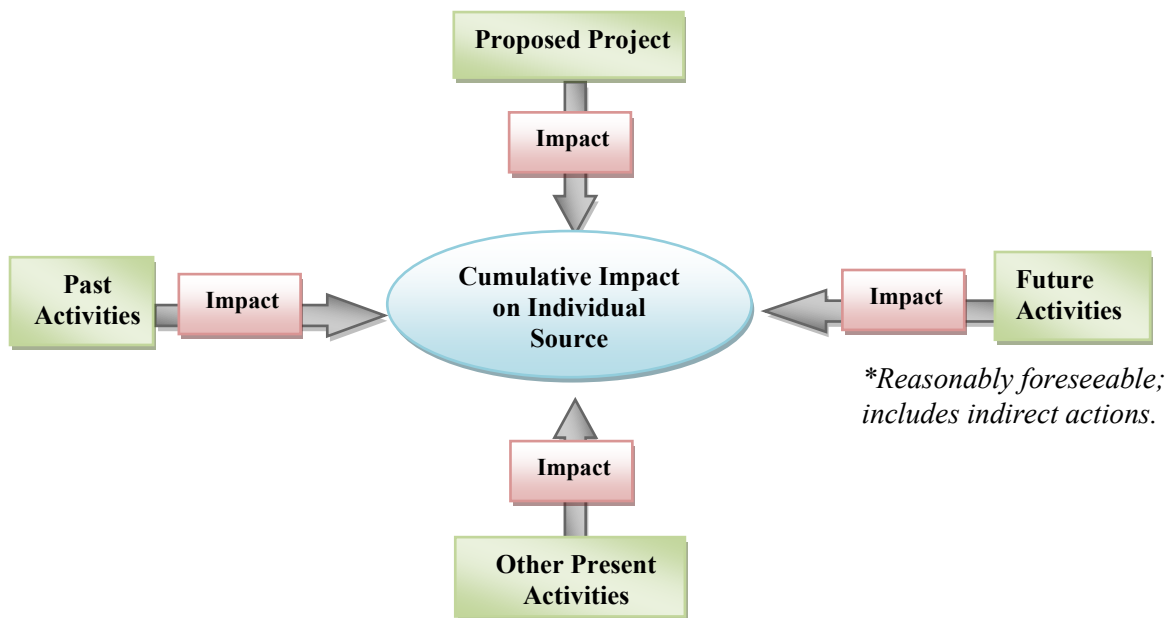 Proposed Project
Impact
Past
Activities
Impact
Cumulative Impact
on Individual
Source
Impact
Future
Activities
*Reasonably foreseeable;
includes indirect actions.
Impact
Other Present
Activities